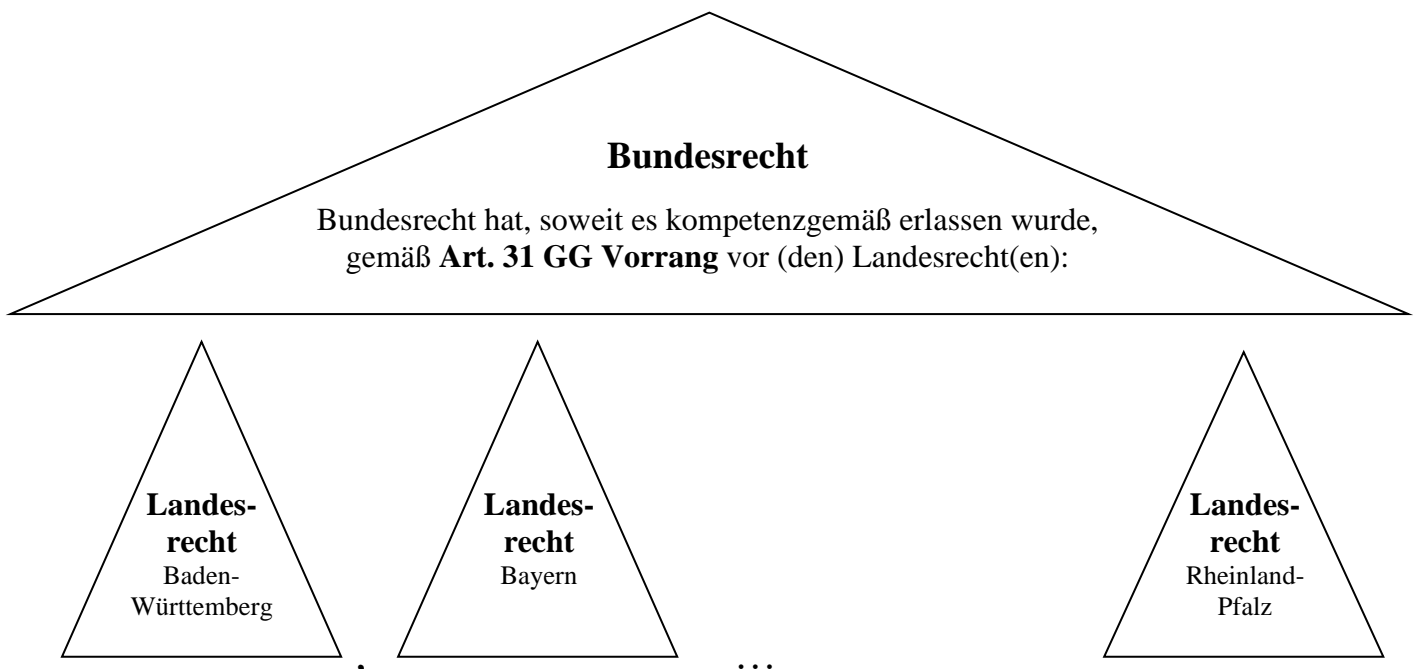 Bundesrecht
Bundesrecht hat, soweit es kompetenzgemäß erlassen wurde,
gemäß Art. 31 GG Vorrang vor (den) Landesrecht(en):
Landes-
recht
Baden-
Württemberg
,
Landes-
recht
Bayern
…
Landes-
recht
Rheinland-
Pfalz